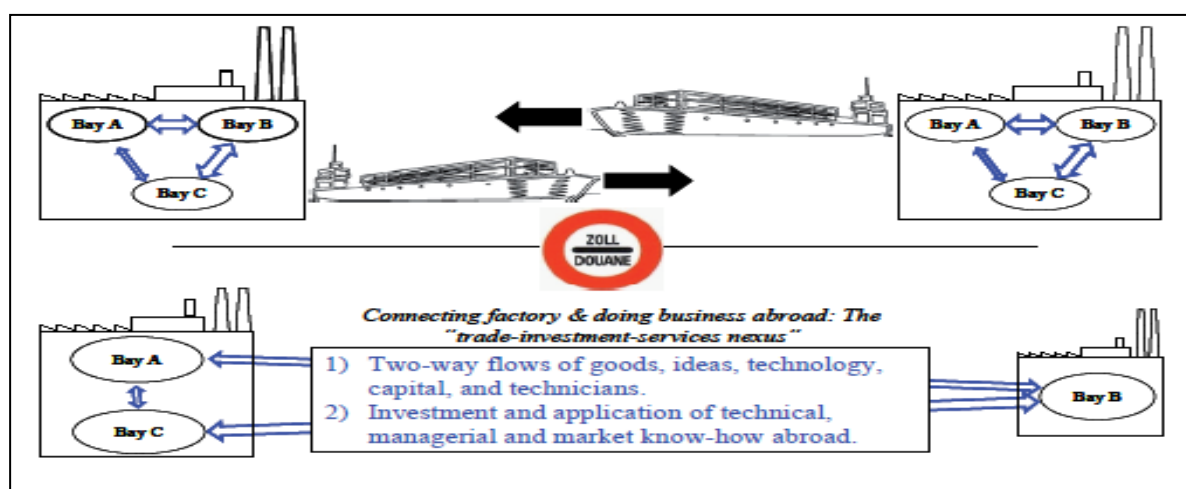 Bay A
Bay B
Bay C
Bay A
Bay B
Bay C
ZOLL
DOUANE
Connecting factory & doing business abroad: The
"trade-investment-services nexus"
Bay A
Bay C
1) Two-way flows of goods, ideas, technology,
capital, and technicians.
2) Investment and application of technical,
managerial and market know-how abroad.
Bay B